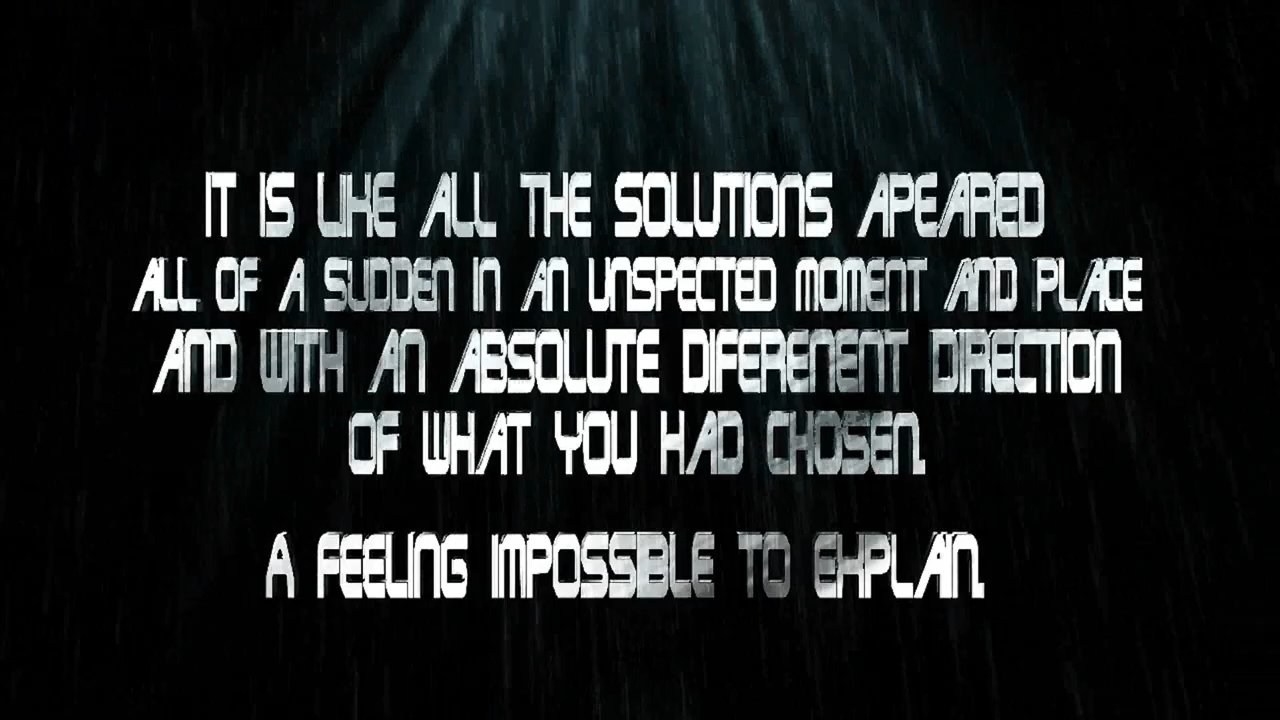 IT IS LIKE ALL THE SOLUTIONS APEARED
ALL OF A SUDDEN IN AN UNSPECTED MOMENT AND PLACE
AND WITH AN ABSOLUTE DIFERENENT DIRECTION
OF WHAT YOU HAD CHOSEN.
A FEELING IMPOSSIBLE TO EXPLAIN.